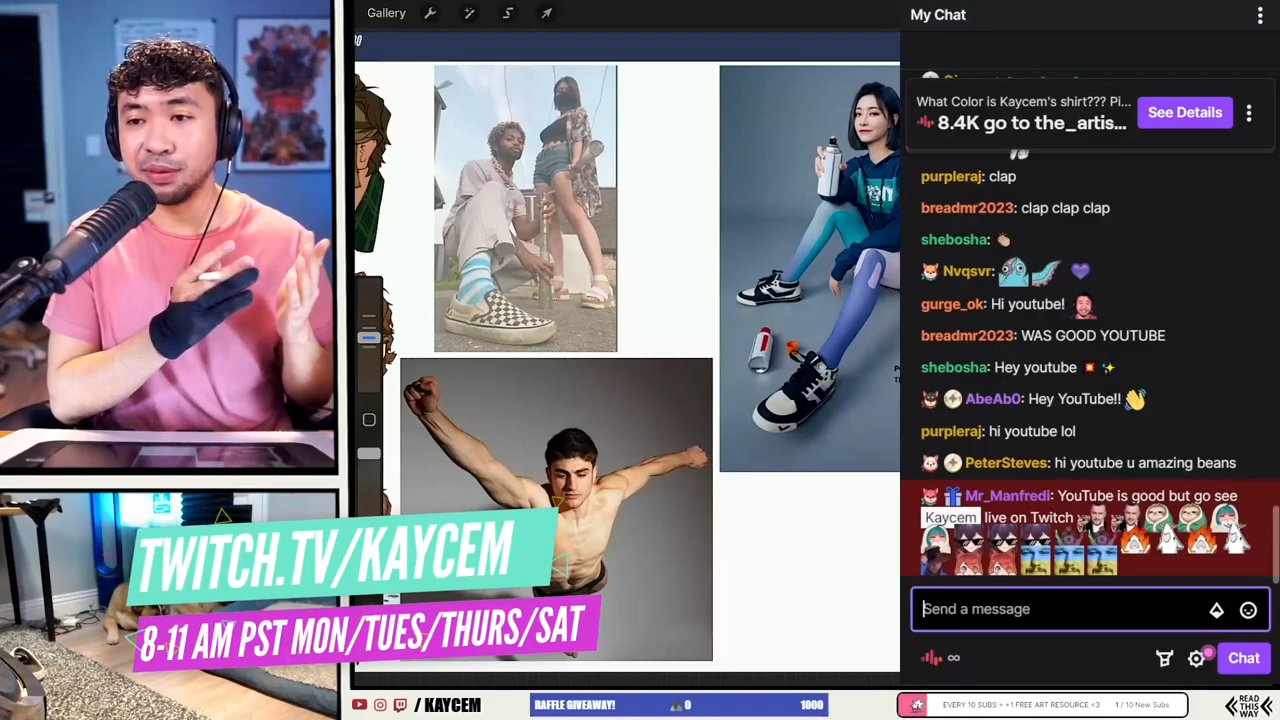 Gallery
My Chat
What Color is Kaycem's shirt??? Pi...
8.4K go to the_artis...
See Details
purpleraj: clap
breadmr2023: clap clap clap
shebosha:
Nvqsvr:
gurge_ok: Hi youtube!
breadmr2023: WAS GOOD YOUTUBE
shebosha: Hey youtube
AbeAb0: Hey YouTube!!
purpleraj: hi youtube lol
PeterSteves: hi youtube u amazing beans
Mr_Manfredi: YouTube is good but go see
Kaycem live on Twitch
Send a message
Chat
TWITCH.TV/KAYCEM
8-11 AM PST MON/TUES/THURS/SAT
/ KAYCEM
RAFFLE GIVEAWAY!
0
1000
EVERY 10 SUBS = +1 FREE ART RESOURCE <3
1 / 10 New Subs
READ
THIS
WAY